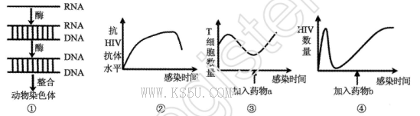 RNA
酶
RNA
DNA
酶
DNA
DNA
整合
动物染色体
①
抗
HIV
抗体
水平
感染时间
②
T
细
胞
数
量
感染时间
加入药物a
③
HIV
数
量
感染时间
加入药物b
④
www.ks5u.com